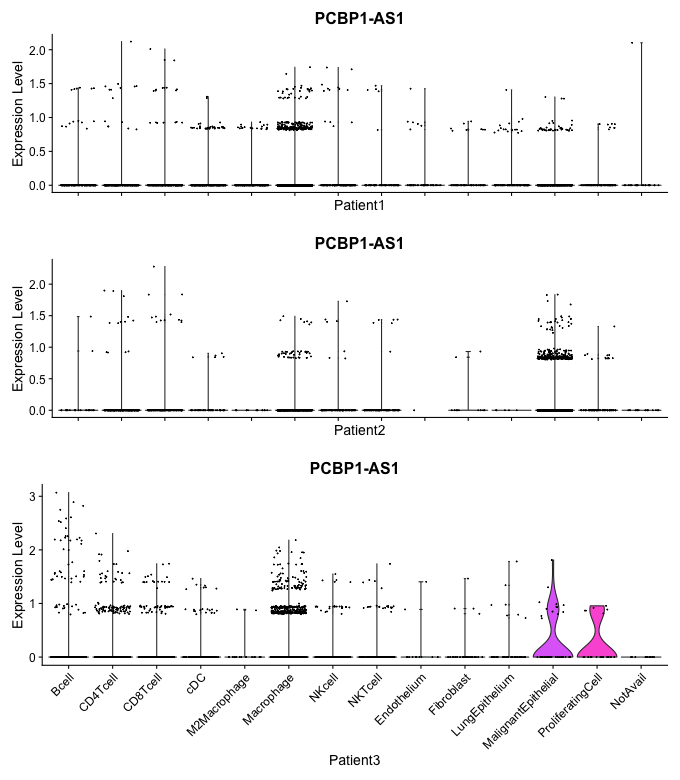 PCBP1-AS1
Expression Level
2.0
1.5
1.0
0.5
0.0
Patient1
PCBP1-AS1
Expression Level
2.0
1.5
1.0
0.5
0.0
Patient2
PCBP1-AS1
Expression Level
3
2
1
0
Bcell
CD4Tcell
CD8Tcell
cDC
M2Macrophage
Macrophage
NKcell
NKTcell
Endothelium
Fibroblast
LungEpithelium
MalignantEpithelial
ProliferatingCell
NotAvail
Patient3